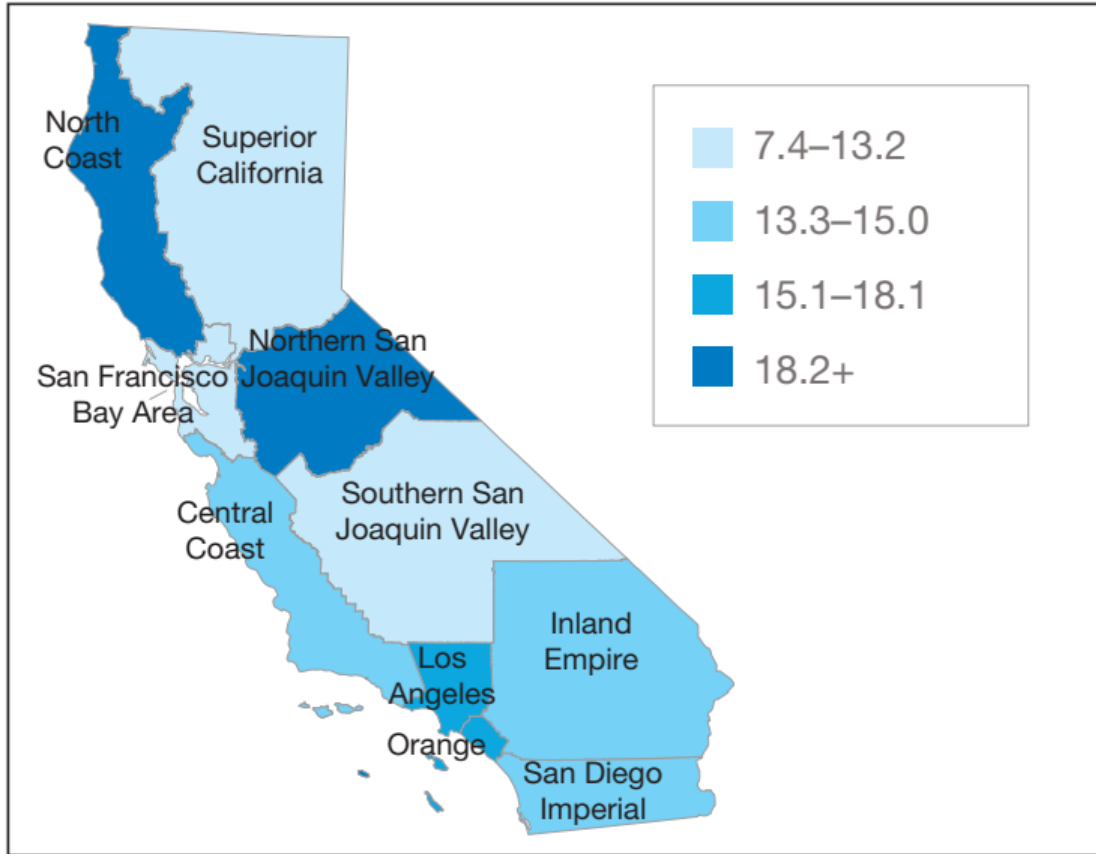 North
Coast
Superior
California
Northern San
Joaquin Valley
San Francisco
Bay Area
Central
Coast
Southern San
Joaquin Valley
Inland
Empire
Los
Angeles
Orange
San Diego
Imperial
7.4–13.2
13.3–15.0
15.1–18.1
18.2+